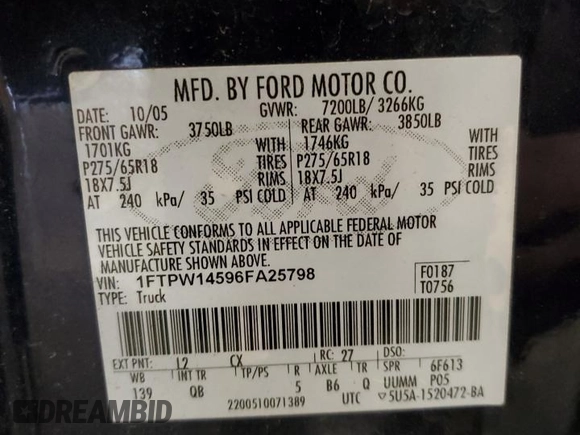 MFD. BY FORD MOTOR CO.
DATE: 10/05 GVWR: 7200LB/ 3266KG
FRONT GAWR: 3750LB REAR GAWR: 3850LB
1701KG WITH 1746KG WITH
P275/65R18 TIRES P275/65R18 TIRES
18X7.5J RIMS 18X7.5J RIMS
AT 240 kPa/ 35 PSI COLD AT 240 kPa/ 35 PSI COLD
Ford
THIS VEHICLE CONFORMS TO ALL APPLICABLE FEDERAL MOTOR
VEHICLE SAFETY STANDARDS IN EFFECT ON THE DATE OF
MANUFACTURE SHOWN ABOVE.
VIN: 1FTPW14596FA25798 F0187
TYPE: Truck T0756
EXT PNT: L2 CX RC: 27 DSO:
WB INT TR TP/PS R AXLE TR SPR 6F613
139 QB 5 B6 Q UUMM P05
2200510071389 UTC ▽5U5A-1520472-BA
DREAMBID